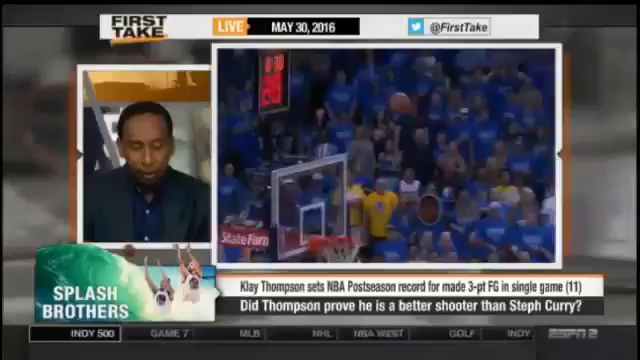 FIRST
TAKE
LIVE
MAY 30, 2016
@FirstTake
State Farm
SPLASH
BROTHERS
Klay Thompson sets NBA Postseason record for made 3-pt FG in single game (11)
Did Thompson prove he is a better shooter than Steph Curry?
INDY 500
GAME 7
MLB
NHL
NBA WEST
GOLF
INDY
ESPN 2